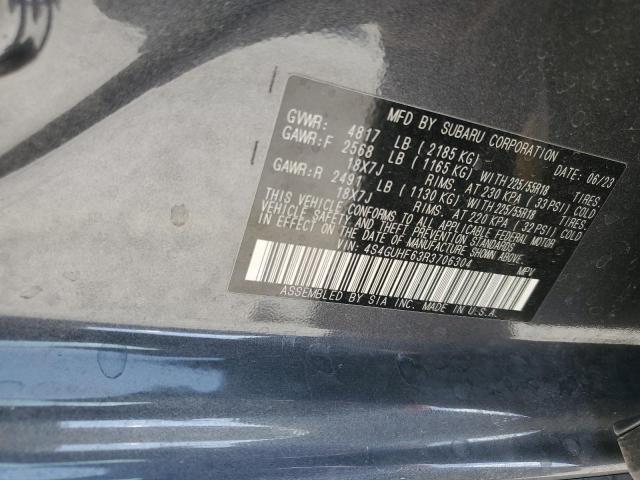 MFD BY SUBARU CORPORATION DATE: 06/23
GVWR: 4817 LB ( 2185 KG)
GAWR:F 2568 LB ( 1165 KG) WITH 225/55R18 TIRES,
18X7J RIMS, AT 230 KPA ( 33 PSI) COLD
GAWR:R 2491 LB ( 1130 KG) WITH 225/55R18 TIRES,
18X7J RIMS, AT 220 KPA ( 32 PSI) COLD
THIS VEHICLE CONFORMS TO ALL APPLICABLE FEDERAL MOTOR
VEHICLE SAFETY AND THEFT PREVENTION STANDARDS
IN EFFECT ON THE DATE OF MANUFACTURE SHOWN ABOVE.
VIN: 4S4GUHF63R3706304 MPV
ASSEMBLED BY SIA INC. MADE IN U.S.A.